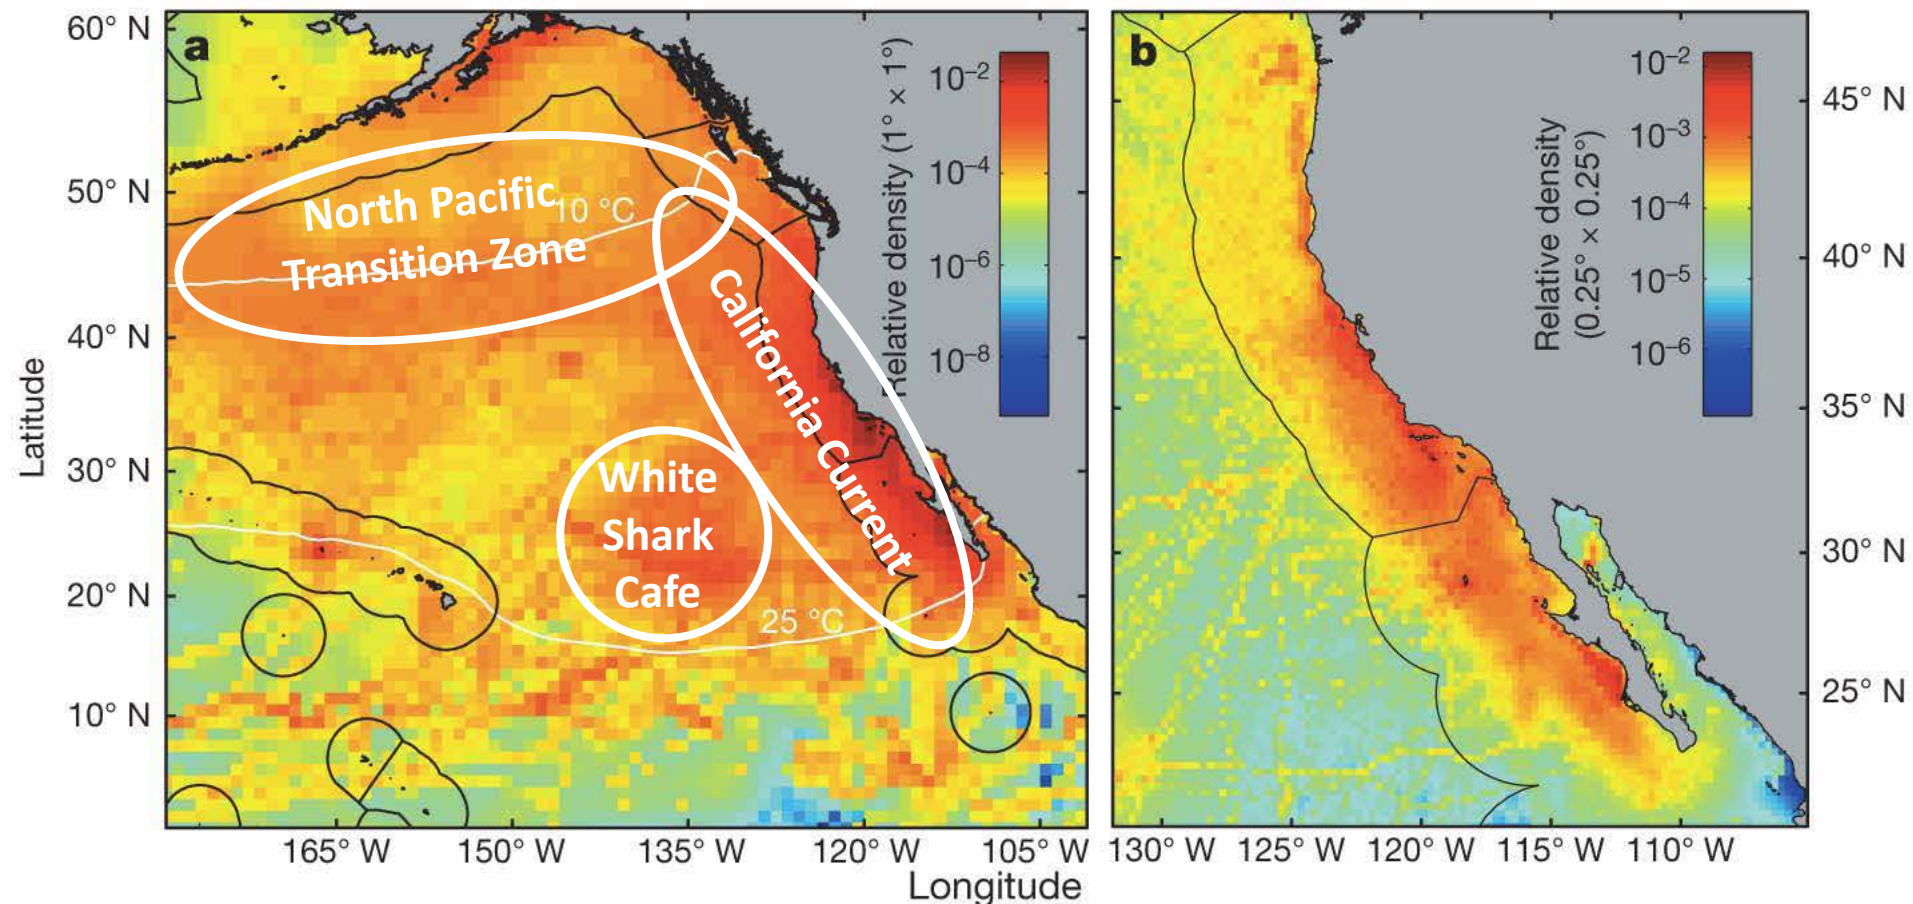 a
60° N
50° N
40° N
30° N
20° N
10° N
Latitude
North Pacific
Transition Zone
10 °C
California Current
White
Shark
Cafe
25 °C
Relative density (1° × 1°)
10⁻²
10⁻⁴
10⁻⁶
10⁻⁸
165° W
150° W
135° W
120° W
105° W
b
Relative density
(0.25° × 0.25°)
10⁻²
10⁻³
10⁻⁴
10⁻⁵
10⁻⁶
45° N
40° N
35° N
30° N
25° N
130° W
125° W
120° W
115° W
110° W
Longitude